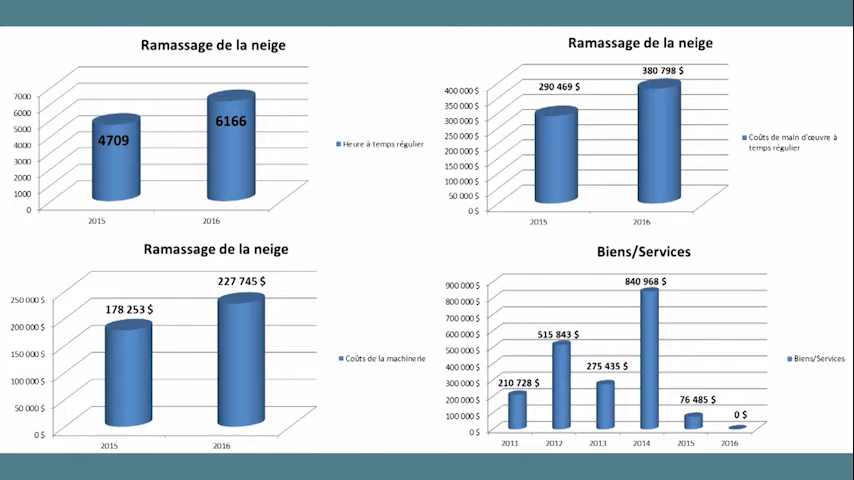 Ramassage de la neige
7000
6000
5000
4000
3000
2000
1000
0
4709
6166
2015
2016
Heure à temps régulier
Ramassage de la neige
400 000 $
350 000 $
300 000 $
250 000 $
200 000 $
150 000 $
100 000 $
50 000 $
0 $
290 469 $
380 798 $
2015
2016
Coûts de main d'œuvre à
temps régulier
Ramassage de la neige
250 000 $
200 000 $
150 000 $
100 000 $
50 000 $
0 $
178 253 $
227 745 $
2015
2016
Coûts de la machinerie
Biens/Services
900 000 $
800 000 $
700 000 $
600 000 $
500 000 $
400 000 $
300 000 $
200 000 $
100 000 $
0 $
210 728 $
515 843 $
275 435 $
840 968 $
76 485 $
0 $
2011
2012
2013
2014
2015
2016
Biens/Services